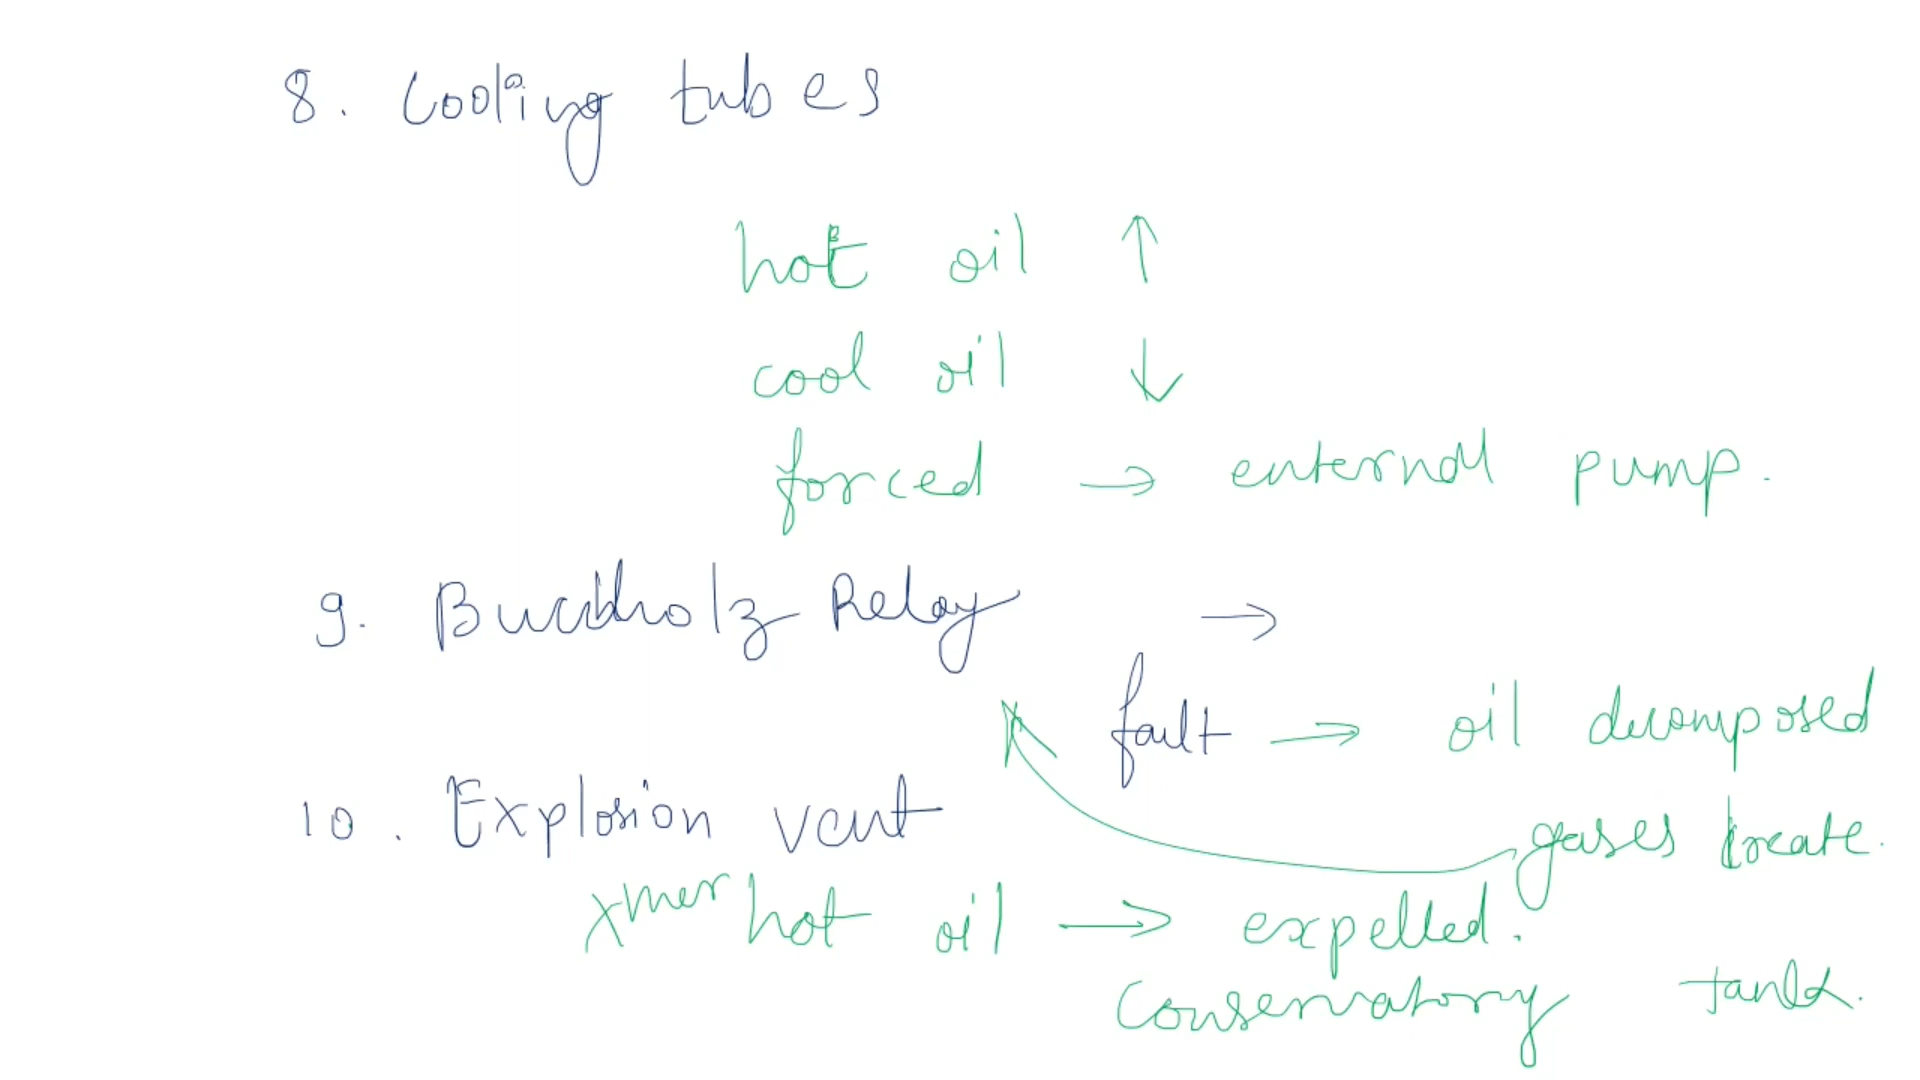 8. Cooling tubes
hot oil ↑
cool oil ↓
forced → external pump.
9. Buchholz Relay →
fault → oil decomposed
gases create.
10. Explosion vent
xmer hot oil → expelled.
Conservatory tank.